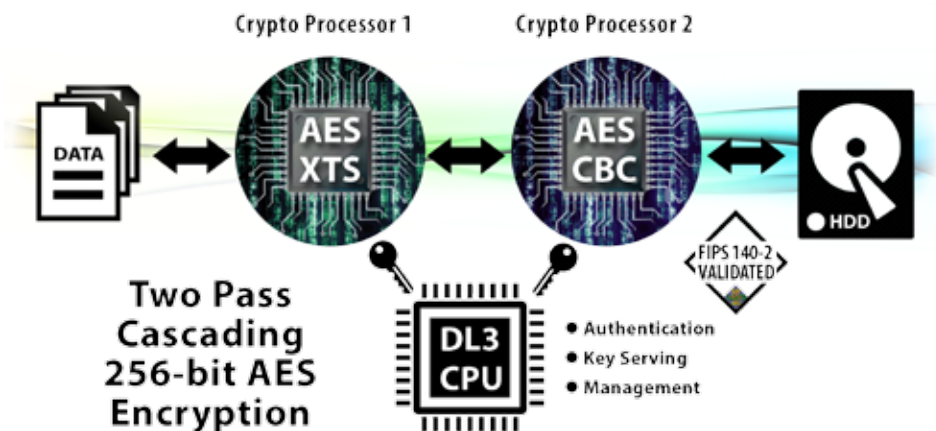 Crypto Processor 1
Crypto Processor 2
DATA
AES
XTS
AES
CBC
HDD
FIPS 140-2
VALIDATED
Two Pass
Cascading
256-bit AES
Encryption
DL3
CPU
Authentication
Key Serving
Management